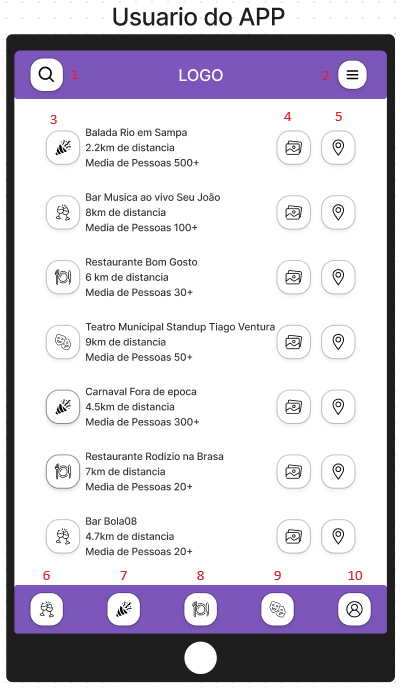 Usuario do APP
1
LOGO
2
3
4
5
Balada Rio em Sampa
2.2km de distancia
Media de Pessoas 500+
Bar Musica ao vivo Seu João
8km de distancia
Media de Pessoas 100+
Restaurante Bom Gosto
6 km de distancia
Media de Pessoas 30+
Teatro Municipal Standup Tiago Ventura
9km de distancia
Media de Pessoas 50+
Carnaval Fora de epoca
4.5km de distancia
Media de Pessoas 300+
Restaurante Rodizio na Brasa
7km de distancia
Media de Pessoas 20+
Bar Bola08
4.7km de distancia
Media de Pessoas 20+
6
7
8
9
10